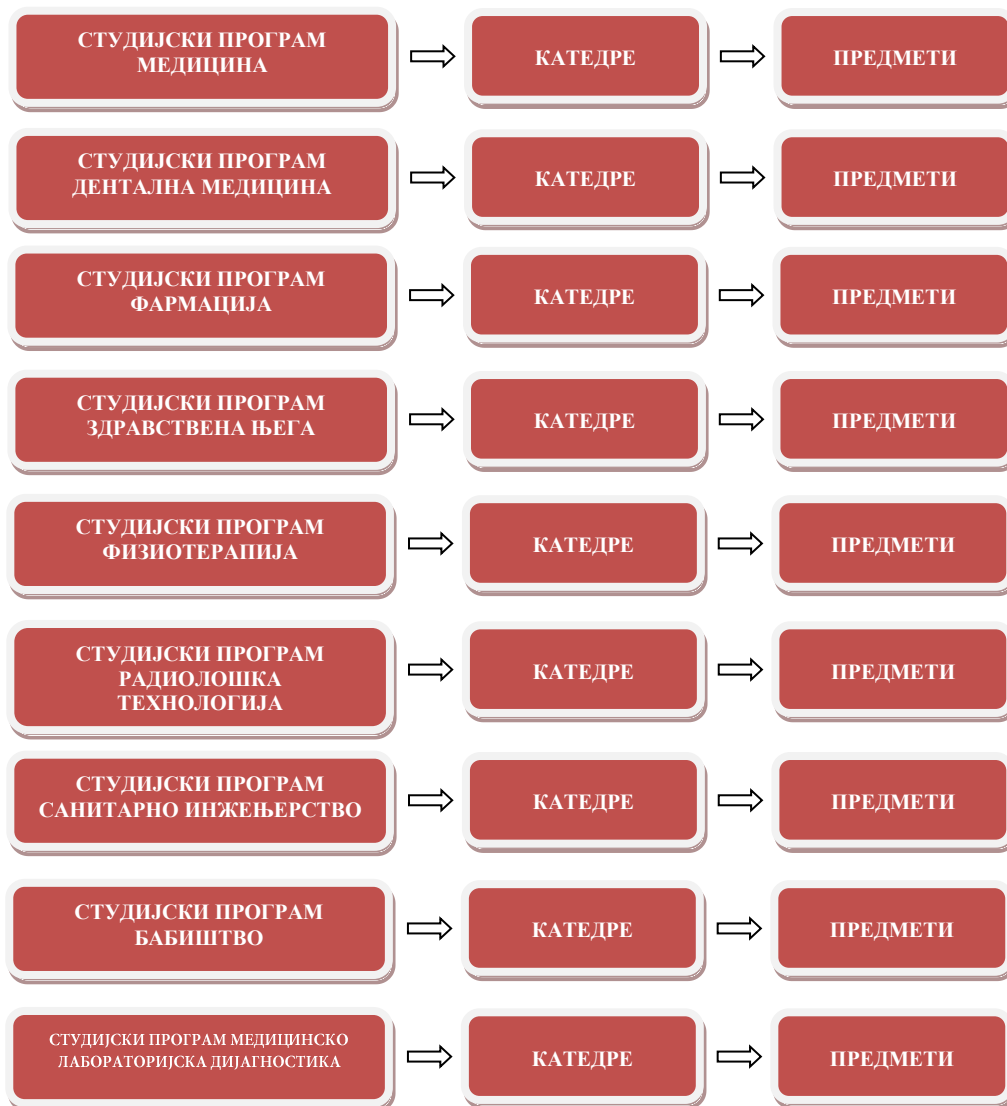 СТУДИЈСКИ ПРОГРАМ
МЕДИЦИНА
КАТЕДРЕ
ПРЕДМЕТИ
СТУДИЈСКИ ПРОГРАМ
ДЕНТАЛНА МЕДИЦИНА
КАТЕДРЕ
ПРЕДМЕТИ
СТУДИЈСКИ ПРОГРАМ
ФАРМАЦИЈА
КАТЕДРЕ
ПРЕДМЕТИ
СТУДИЈСКИ ПРОГРАМ
ЗДРАВСТВЕНА ЊЕГА
КАТЕДРЕ
ПРЕДМЕТИ
СТУДИЈСКИ ПРОГРАМ
ФИЗИОТЕРАПИЈА
КАТЕДРЕ
ПРЕДМЕТИ
СТУДИЈСКИ ПРОГРАМ
РАДИОЛОШКА
ТЕХНОЛОГИЈА
КАТЕДРЕ
ПРЕДМЕТИ
СТУДИЈСКИ ПРОГРАМ
САНИТАРНО ИНЖЕЊЕРСТВО
КАТЕДРЕ
ПРЕДМЕТИ
СТУДИЈСКИ ПРОГРАМ
БАБИШТВО
КАТЕДРЕ
ПРЕДМЕТИ
СТУДИЈСКИ ПРОГРАМ МЕДИЦИНСКО
ЛАБОРАТОРИЈСКА ДИЈАГНОСТИКА
КАТЕДРЕ
ПРЕДМЕТИ